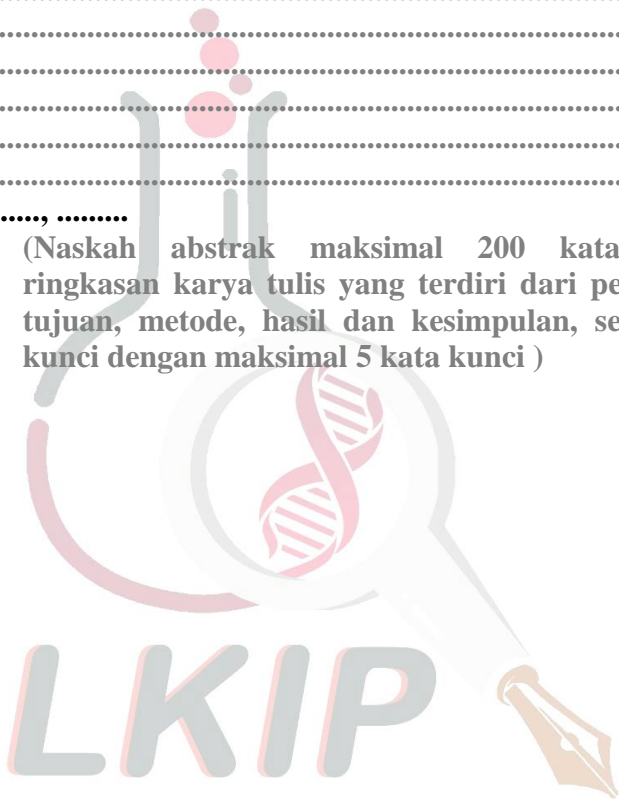 ........................................................................
........................................................................
........................................................................
........................................................................
........................................................................
......, .........
(Naskah abstrak maksimal 200 kata
ringkasan karya tulis yang terdiri dari pe
tujuan, metode, hasil dan kesimpulan, se
kunci dengan maksimal 5 kata kunci )
LKIP